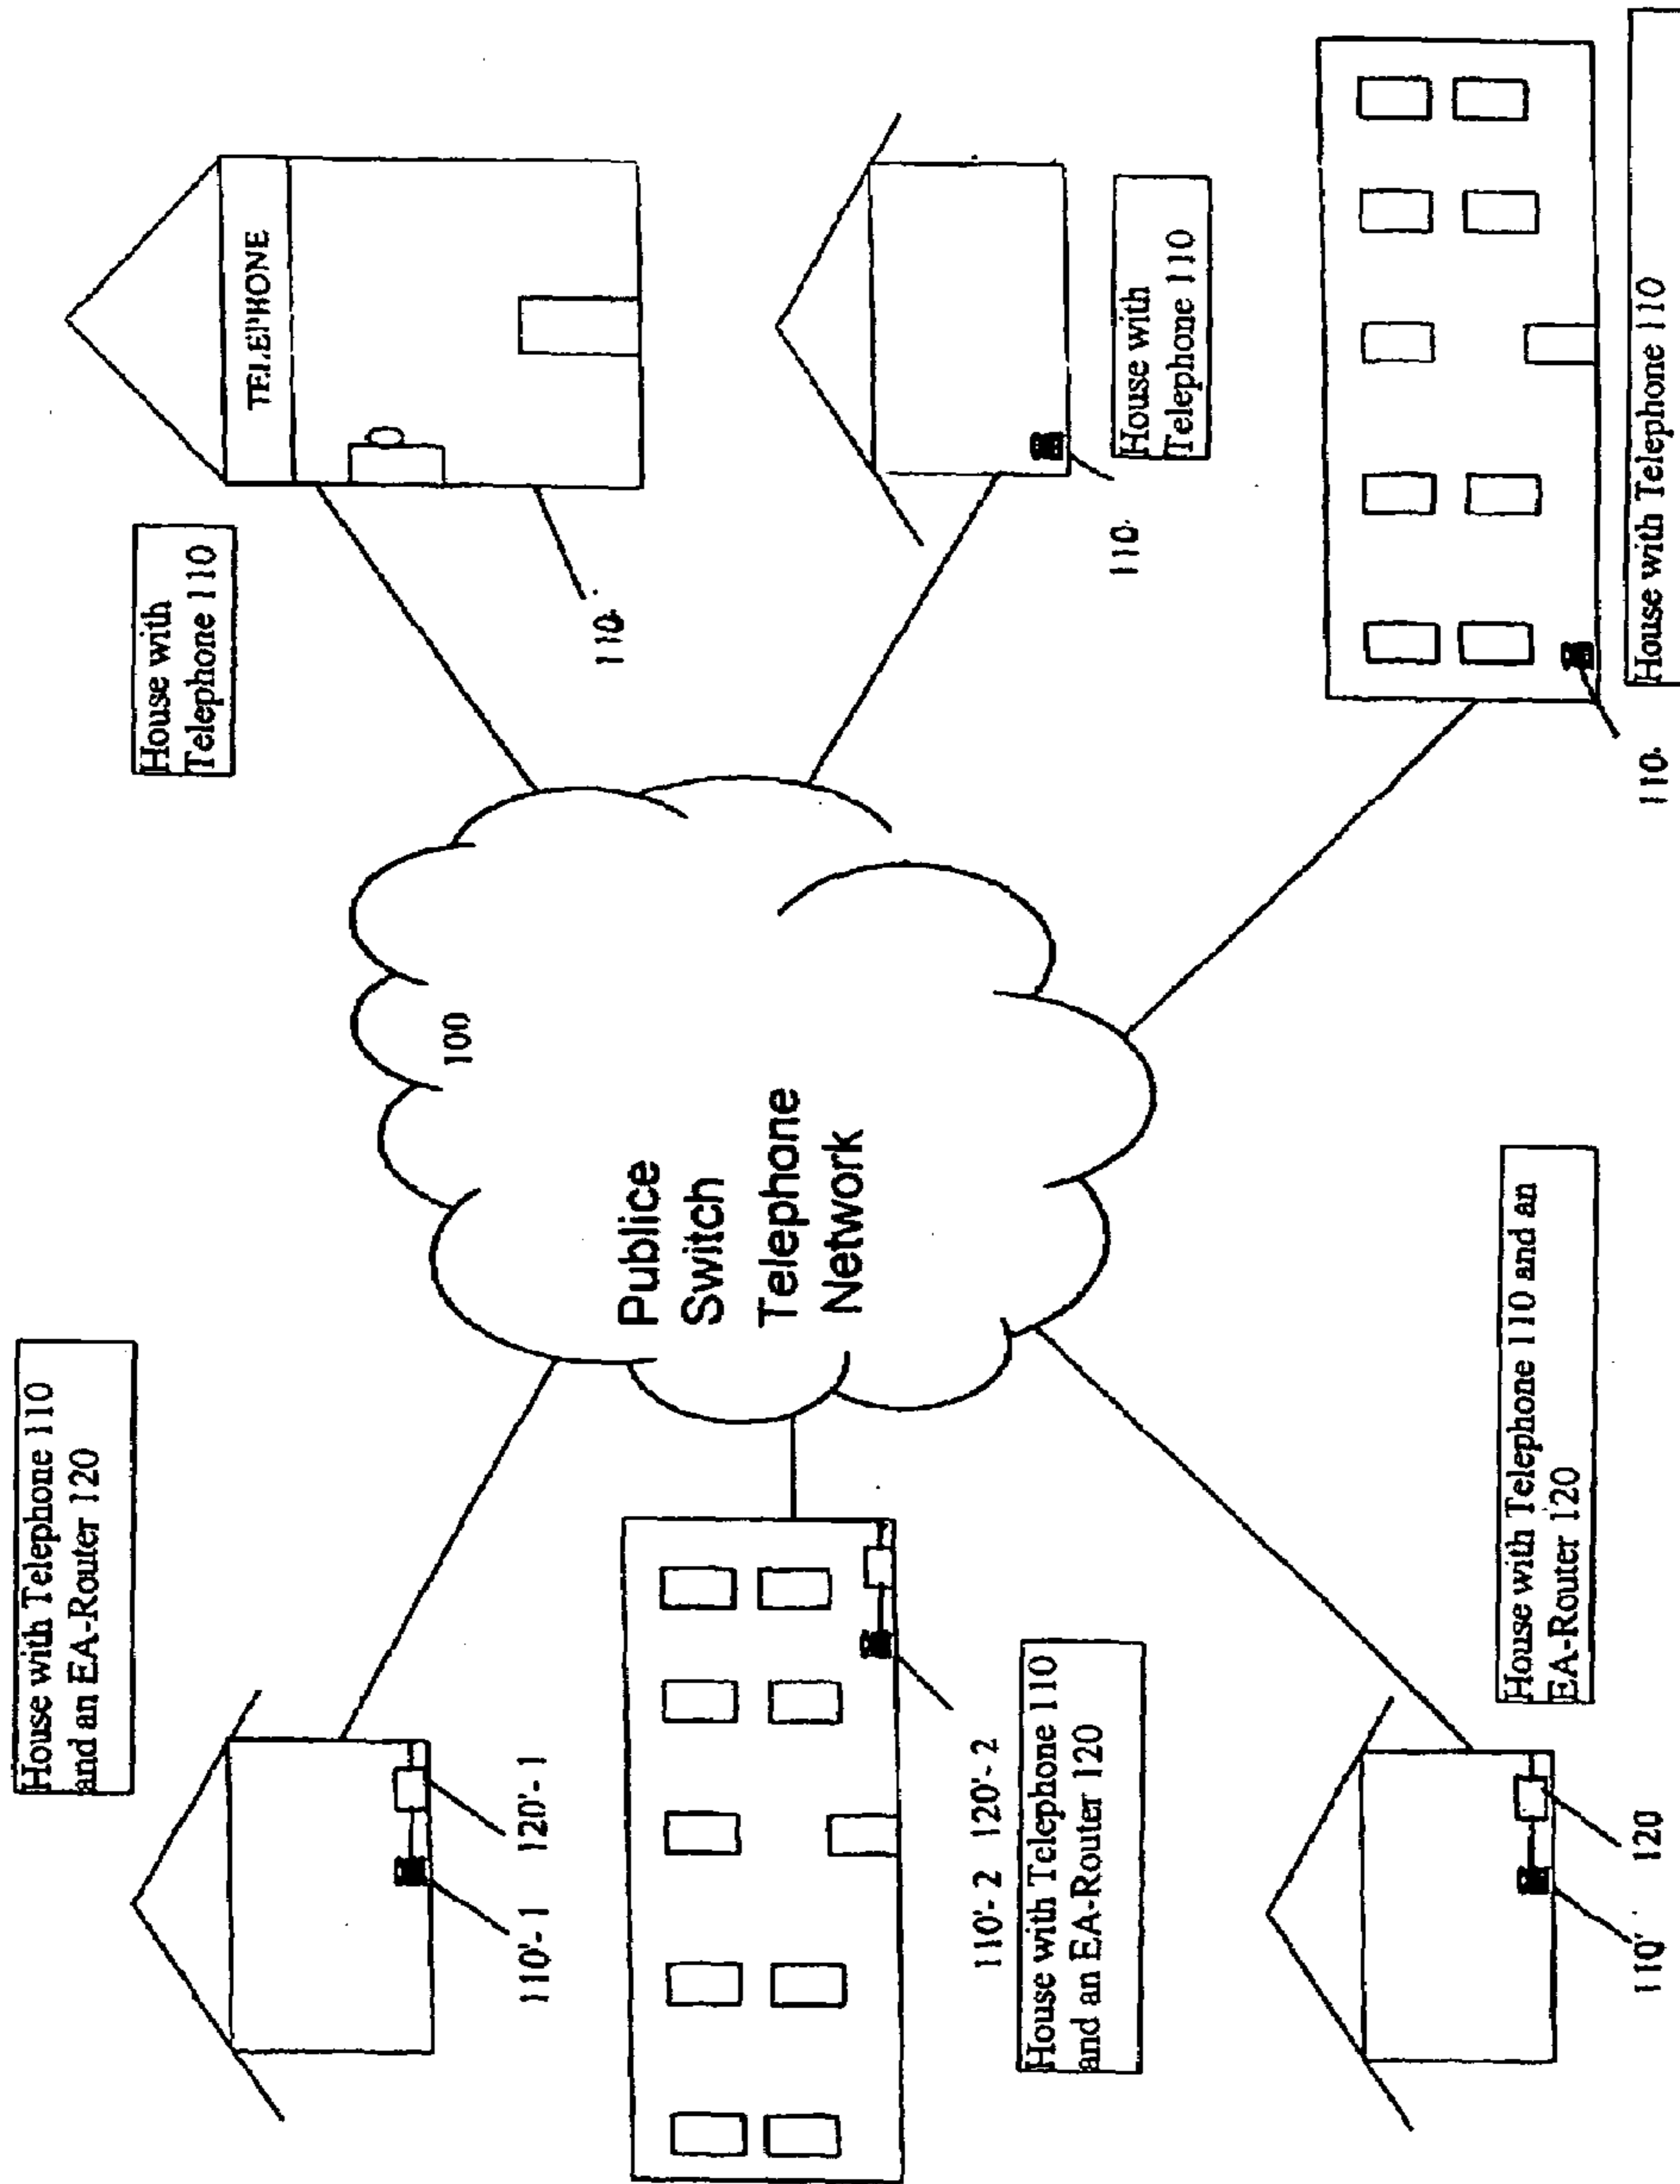 House with Telephone 110
and an EA-Router 120
110'-1
120'-1
110'-2 120'-2
House with Telephone 110
and an EA-Router 120
110'
120
House with Telephone 110 and an
EA-Router 120
100
Publice
Switch
Telephone
Network
House with
Telephone 110
TELEPHONE
110
110
House with
Telephone 110
110
House with Telephone 110